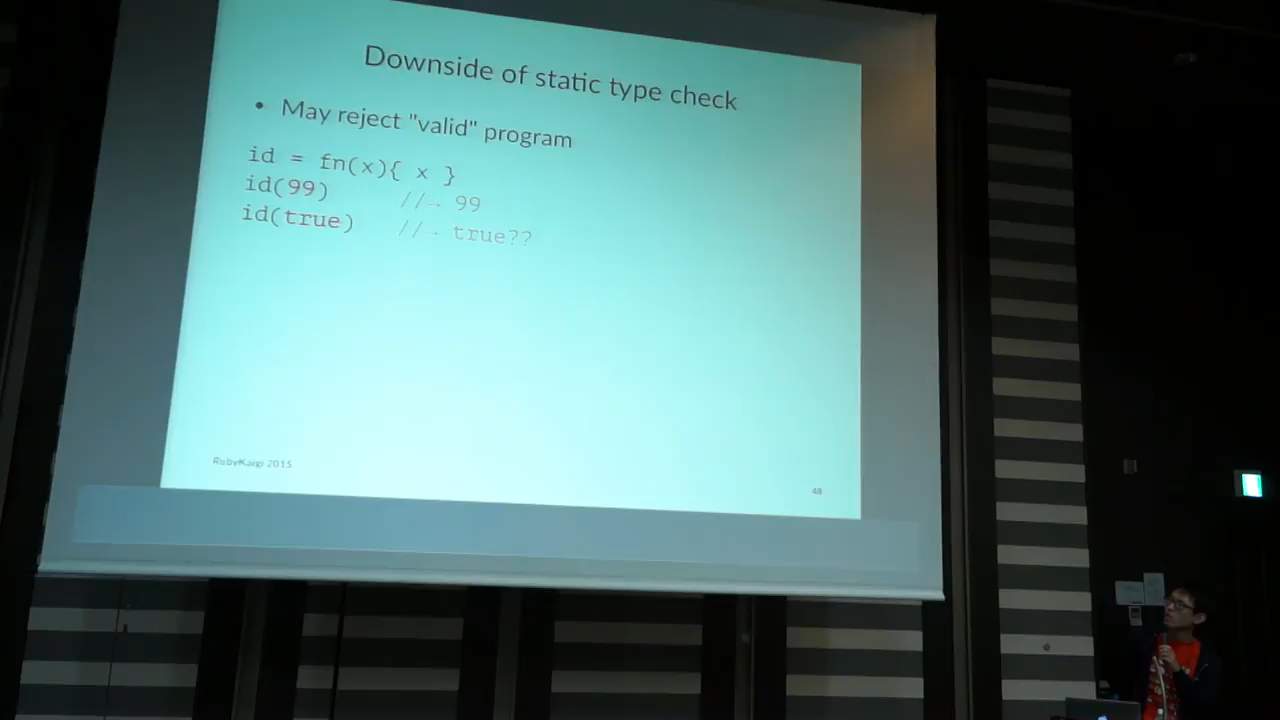 Downside of static type check
• May reject "valid" program
id = fn(x){ x }
id(99) //→ 99
id(true) //→ true??
RubyKaigi 2015
48